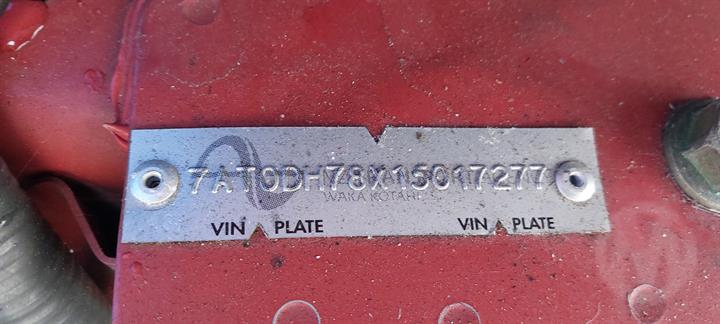 7AT0DH78X15017277
WAKA KOTAHI
VIN PLATE VIN PLATE